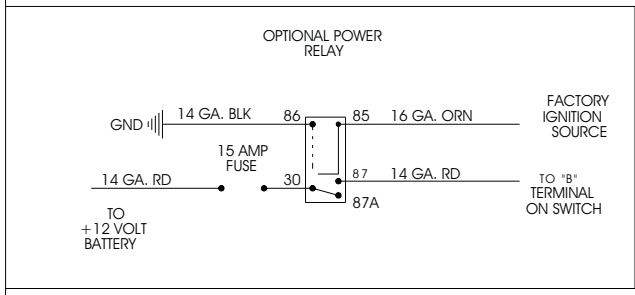 OPTIONAL POWER
RELAY
GND
14 GA. BLK
86
85
16 GA. ORN
FACTORY
IGNITION
SOURCE
15 AMP
FUSE
14 GA. RD
30
87
14 GA. RD
TO "B"
TERMINAL
ON SWITCH
87A
TO
+12 VOLT
BATTERY